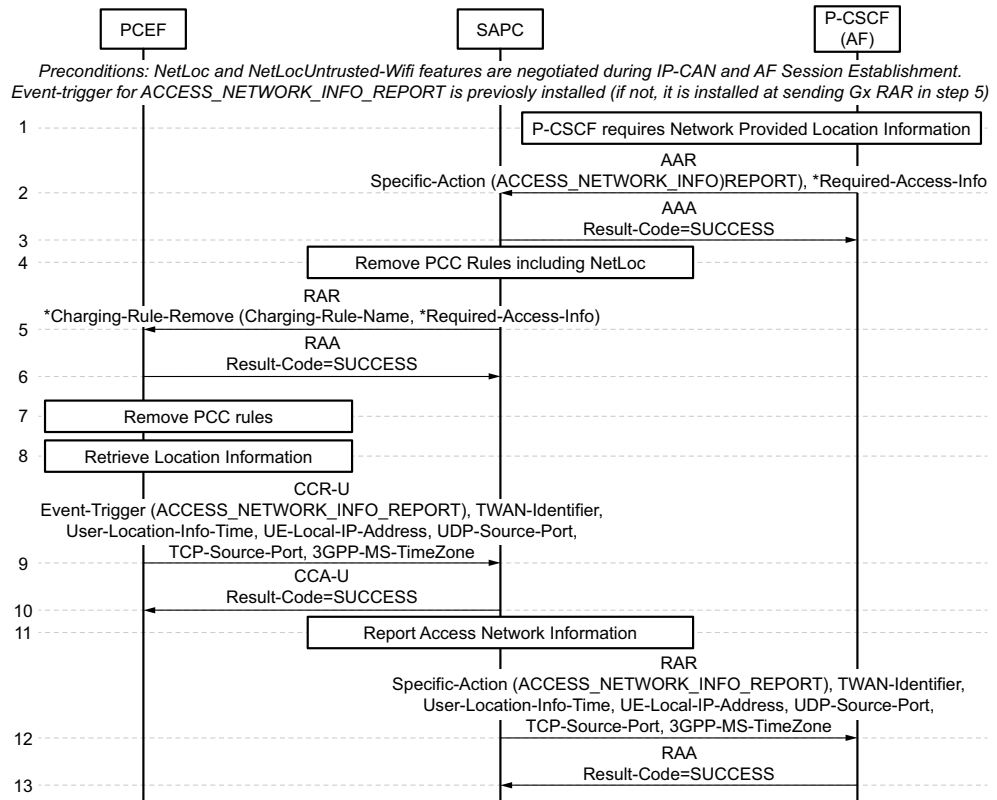 PCEF
SAPC
P-CSCF
(AF)
Preconditions: NetLoc and NetLocUntrusted-Wifi features are negotiated during IP-CAN and AF Session Establishment.
Event-trigger for ACCESS_NETWORK_INFO_REPORT is previosly installed (if not, it is installed at sending Gx RAR in step 5)
1
P-CSCF requires Network Provided Location Information
AAR
Specific-Action (ACCESS_NETWORK_INFO)REPORT), *Required-Access-Info
2
AAA
Result-Code=SUCCESS
3
4
Remove PCC Rules including NetLoc
RAR
*Charging-Rule-Remove (Charging-Rule-Name, *Required-Access-Info)
5
RAA
Result-Code=SUCCESS
6
7
Remove PCC rules
8
Retrieve Location Information
CCR-U
Event-Trigger (ACCESS_NETWORK_INFO_REPORT), TWAN-Identifier,
User-Location-Info-Time, UE-Local-IP-Address, UDP-Source-Port,
TCP-Source-Port, 3GPP-MS-TimeZone
9
CCA-U
Result-Code=SUCCESS
10
11
Report Access Network Information
RAR
Specific-Action (ACCESS_NETWORK_INFO_REPORT), TWAN-Identifier,
User-Location-Info-Time, UE-Local-IP-Address, UDP-Source-Port,
TCP-Source-Port, 3GPP-MS-TimeZone
12
RAA
Result-Code=SUCCESS
13